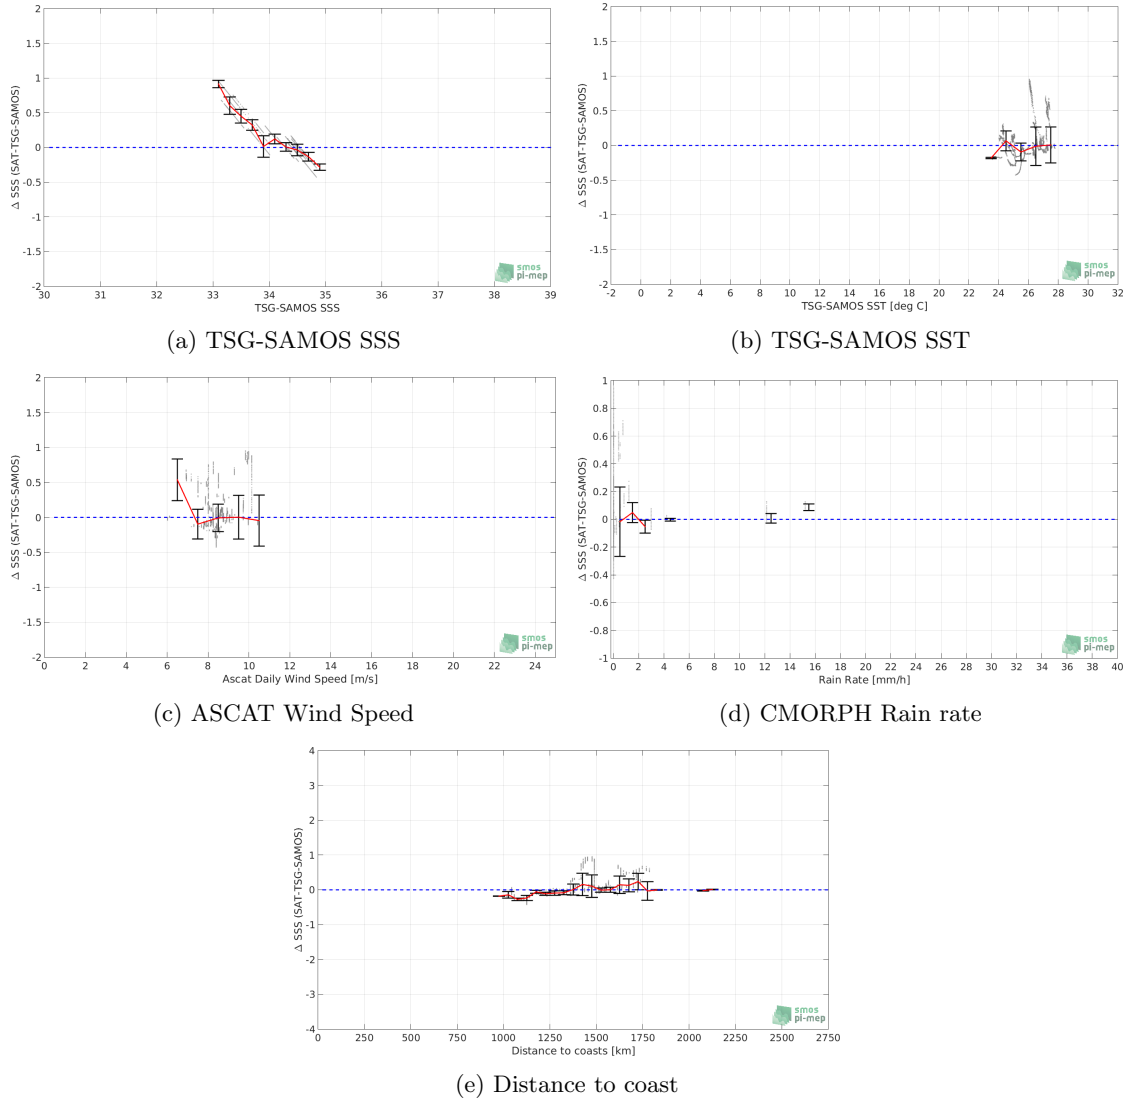 2
1.5
1
0.5
0
-0.5
-1
-1.5
-2
Δ SSS (SAT-TSG-SAMOS)
30 31 32 33 34 35 36 37 38 39
TSG-SAMOS SSS
smos
pi-mep
(a) TSG-SAMOS SSS
2
1.5
1
0.5
0
-0.5
-1
-1.5
-2
Δ SSS (SAT-TSG-SAMOS)
-2 0 2 4 6 8 10 12 14 16 18 20 22 24 26 28 30 32
TSG-SAMOS SST [deg C]
smos
pi-mep
(b) TSG-SAMOS SST
2
1.5
1
0.5
0
-0.5
-1
-1.5
-2
Δ SSS (SAT-TSG-SAMOS)
0 2 4 6 8 10 12 14 16 18 20 22 24
Ascat Daily Wind Speed [m/s]
smos
pi-mep
(c) ASCAT Wind Speed
1
0.8
0.6
0.4
0.2
0
-0.2
-0.4
-0.6
-0.8
-1
Δ SSS (SAT-TSG-SAMOS)
0 2 4 6 8 10 12 14 16 18 20 22 24 26 28 30 32 34 36 38 40
Rain Rate [mm/h]
smos
pi-mep
(d) CMORPH Rain rate
4
3
2
1
0
-1
-2
-3
-4
Δ SSS (SAT-TSG-SAMOS)
0 250 500 750 1000 1250 1500 1750 2000 2250 2500 2750
Distance to coasts [km]
smos
pi-mep
(e) Distance to coast